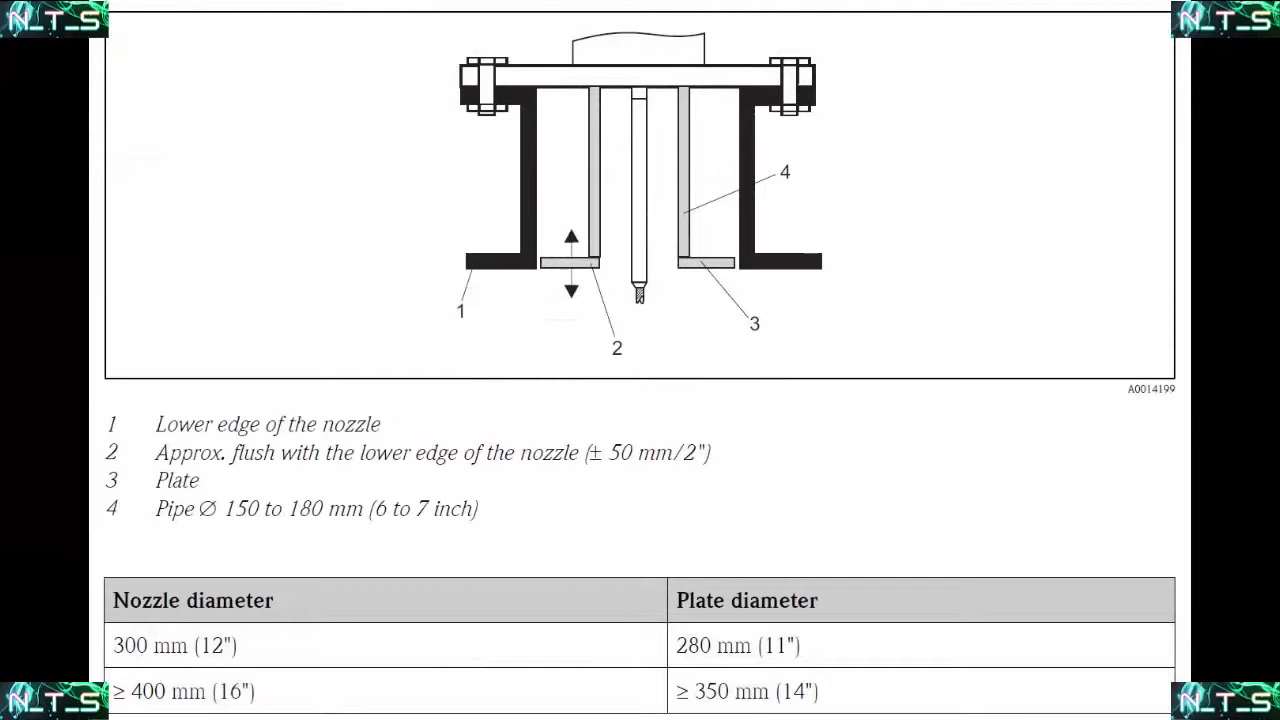 N_T_S
N_T_S
4
1
3
2
A0014199
1 Lower edge of the nozzle
2 Approx. flush with the lower edge of the nozzle (± 50 mm/2")
3 Plate
4 Pipe ∅ 150 to 180 mm (6 to 7 inch)
Nozzle diameter Plate diameter
300 mm (12") 280 mm (11")
≥ 400 mm (16") ≥ 350 mm (14")
N_T_S
N_T_S